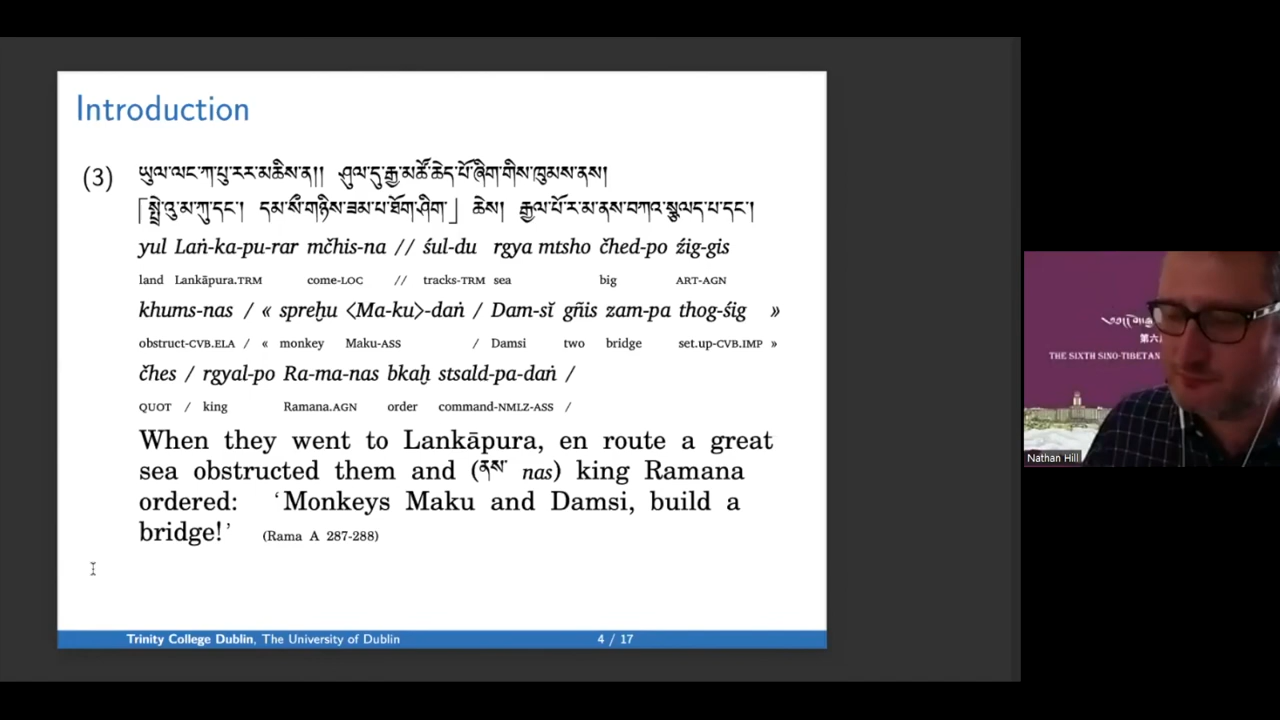 Introduction
(3) ཡུལ་ལང་ཀ་པུ་རར་མཆིས་ན།། ཤུལ་དུ་རྒྱ་མཚོ་ཆེད་པོ་ཞིག་གིས་ཁུམས་ནས།
「སྤྲེའུ་མ་ཀུ་དང་། དམ་སྀ་གཉིས་ཟམ་པ་ཐོག་ཤིག་」 ཆེས། རྒྱལ་པོ་ར་མ་ནས་བཀའ་སྩལད་པ་དང་།
yul Laṅ-ka-pu-rar mčhis-na // śul-du rgya mtsho čhed-po źig-gis
land Lankāpura.TRM come-LOC // tracks-TRM sea big ART-AGN
khums-nas / « spreḫu ⟨Ma-ku⟩-daṅ / Dam-sǐ gñis zam-pa thog-śig »
obstruct-CVB.ELA / « monkey Maku-ASS / Damsi two bridge set.up-CVB.IMP »
čhes / rgyal-po Ra-ma-nas bkaḫ stsald-pa-daṅ /
QUOT / king Ramana.AGN order command-NMLZ-ASS /
When they went to Lankāpura, en route a great
sea obstructed them and (ནས་ nas) king Ramana
ordered: ‘Monkeys Maku and Damsi, build a
bridge!’ (Rama A 287-288)
Trinity College Dublin, The University of Dublin 4 / 17
第六
THE SIXTH SINO-TIBETAN
Nathan Hill